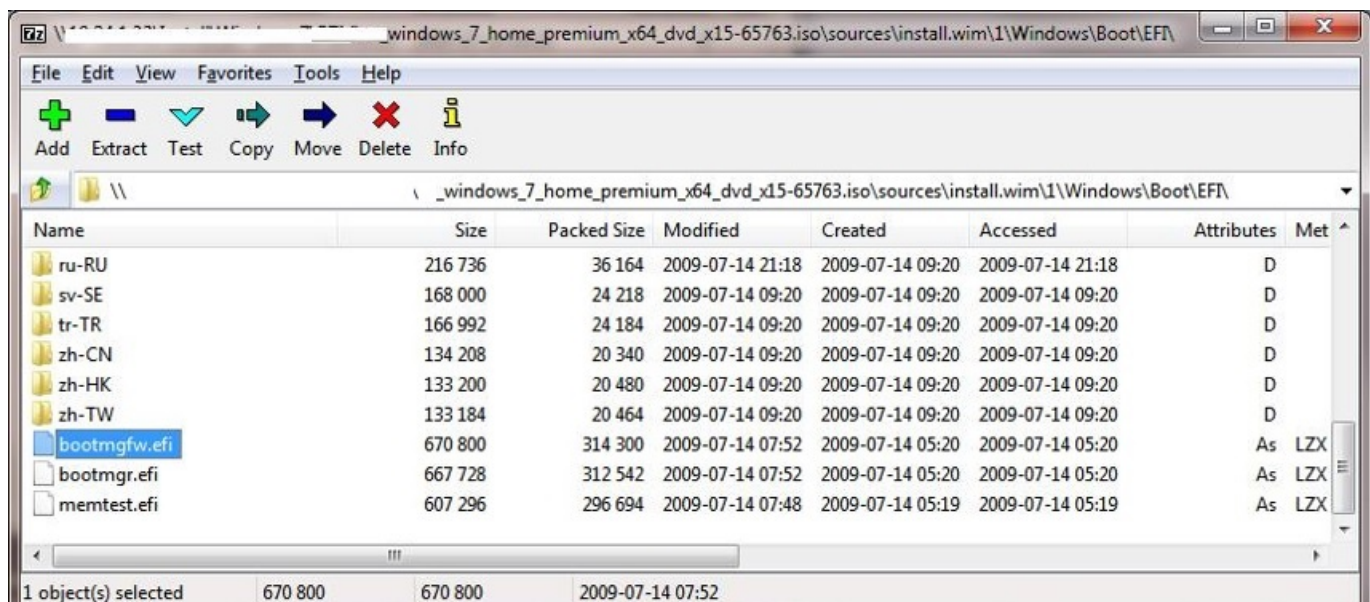 _windows_7_home_premium_x64_dvd_x15-65763.iso\sources\install.wim\1\Windows\Boot\EFI\
File Edit View Favorites Tools Help
Add Extract Test Copy Move Delete Info
\\ \ _windows_7_home_premium_x64_dvd_x15-65763.iso\sources\install.wim\1\Windows\Boot\EFI\
Name Size Packed Size Modified Created Accessed Attributes Met
ru-RU 216 736 36 164 2009-07-14 21:18 2009-07-14 09:20 2009-07-14 21:18 D
sv-SE 168 000 24 218 2009-07-14 09:20 2009-07-14 09:20 2009-07-14 09:20 D
tr-TR 166 992 24 184 2009-07-14 09:20 2009-07-14 09:20 2009-07-14 09:20 D
zh-CN 134 208 20 340 2009-07-14 09:20 2009-07-14 09:20 2009-07-14 09:20 D
zh-HK 133 200 20 480 2009-07-14 09:20 2009-07-14 09:20 2009-07-14 09:20 D
zh-TW 133 184 20 464 2009-07-14 09:20 2009-07-14 09:20 2009-07-14 09:20 D
bootmgfw.efi 670 800 314 300 2009-07-14 07:52 2009-07-14 05:20 2009-07-14 05:20 As LZX
bootmgr.efi 667 728 312 542 2009-07-14 07:52 2009-07-14 05:20 2009-07-14 05:20 As LZX
memtest.efi 607 296 296 694 2009-07-14 07:48 2009-07-14 05:19 2009-07-14 05:19 As LZX
1 object(s) selected 670 800 670 800 2009-07-14 07:52